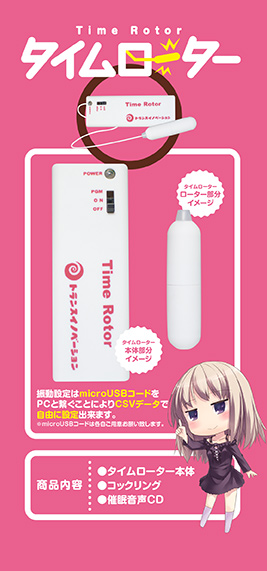 Time Rotor
タイムローター
Time Rotor
トランスイノベーション
POWER
PGM
ON
OFF
Time Rotor
トランスイノベーション
タイムローター
ローター部分
イメージ
タイムローター
本体部分
イメージ
振動設定はmicroUSBコードを
PCと繋ぐことによりCSVデータで
自由に設定出来ます。
※microUSBコードは各自ご用意お願い致します。
商品内容
●タイムローター本体
●コックリング
●催眠音声CD